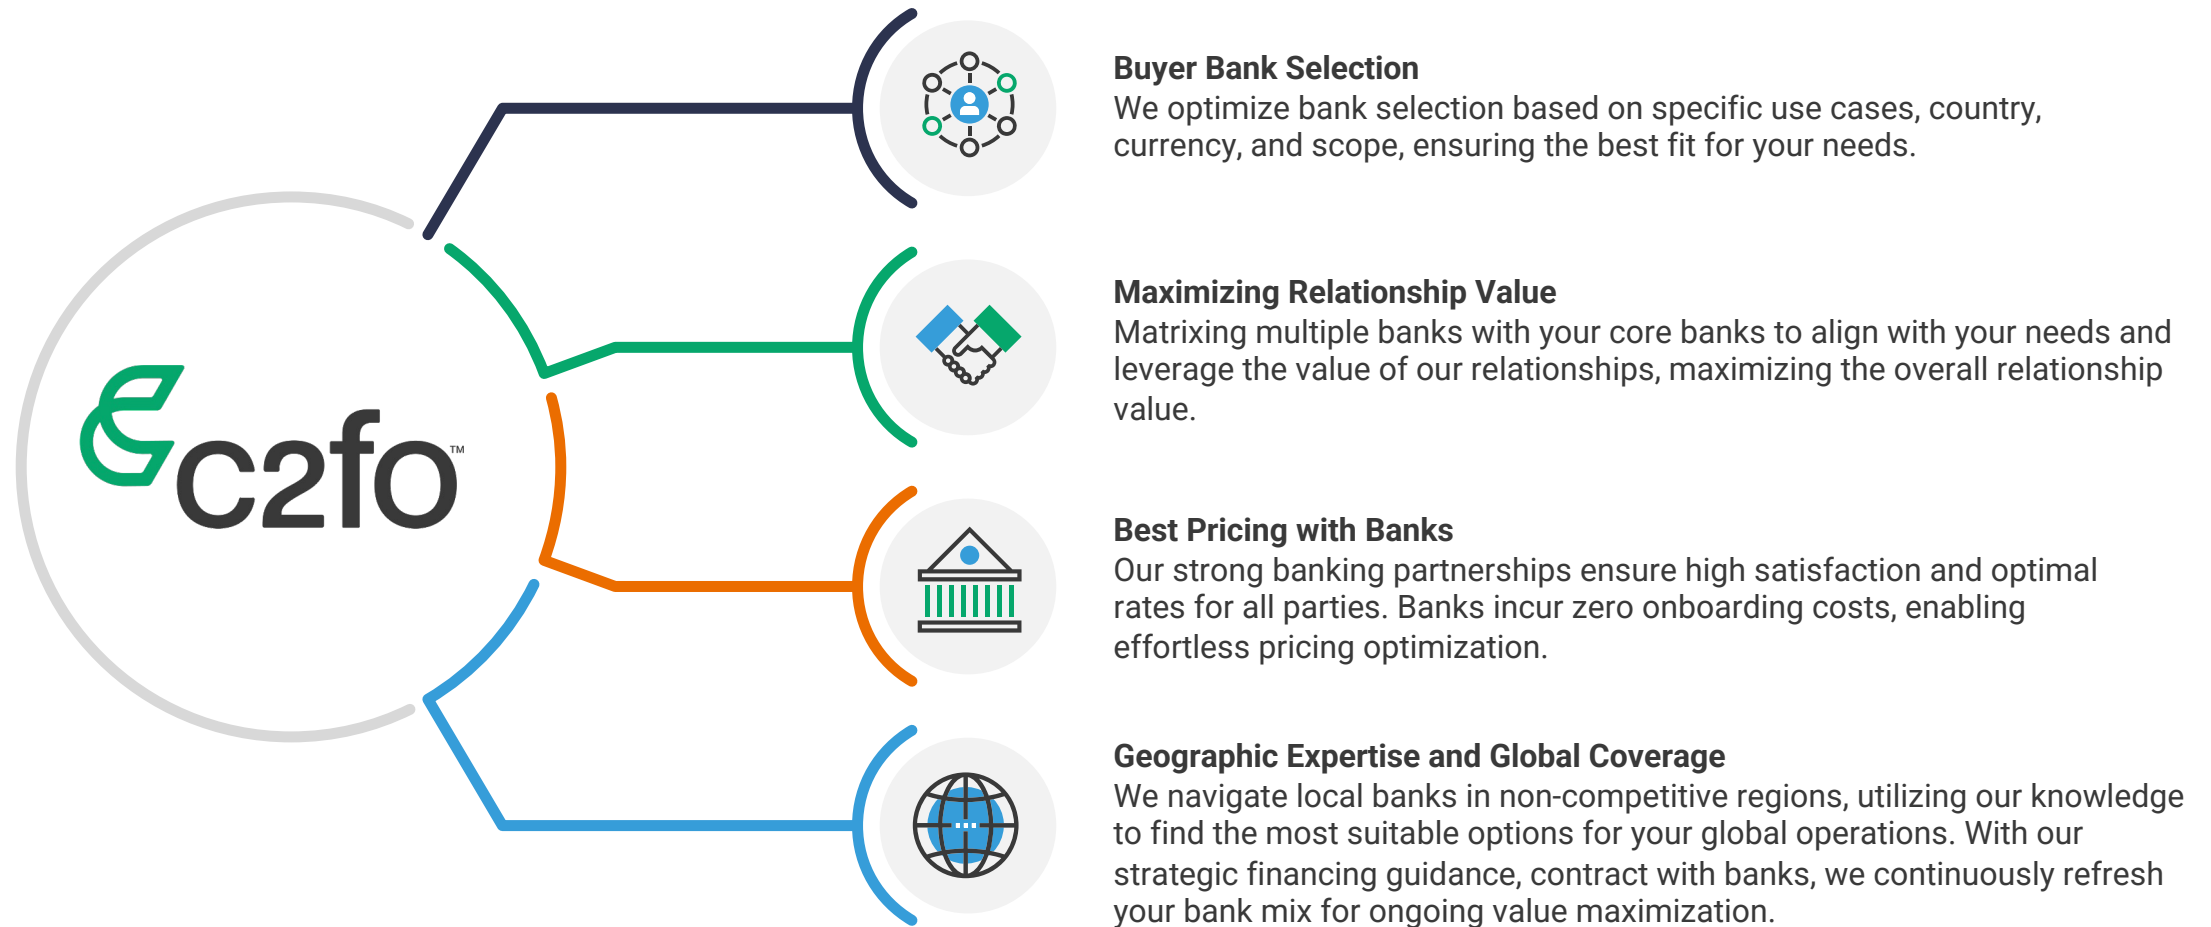 c2fo™
Buyer Bank Selection
We optimize bank selection based on specific use cases, country,
currency, and scope, ensuring the best fit for your needs.
Maximizing Relationship Value
Matrixing multiple banks with your core banks to align with your needs and
leverage the value of our relationships, maximizing the overall relationship
value.
Best Pricing with Banks
Our strong banking partnerships ensure high satisfaction and optimal
rates for all parties. Banks incur zero onboarding costs, enabling
effortless pricing optimization.
Geographic Expertise and Global Coverage
We navigate local banks in non-competitive regions, utilizing our knowledge
to find the most suitable options for your global operations. With our
strategic financing guidance, contract with banks, we continuously refresh
your bank mix for ongoing value maximization.